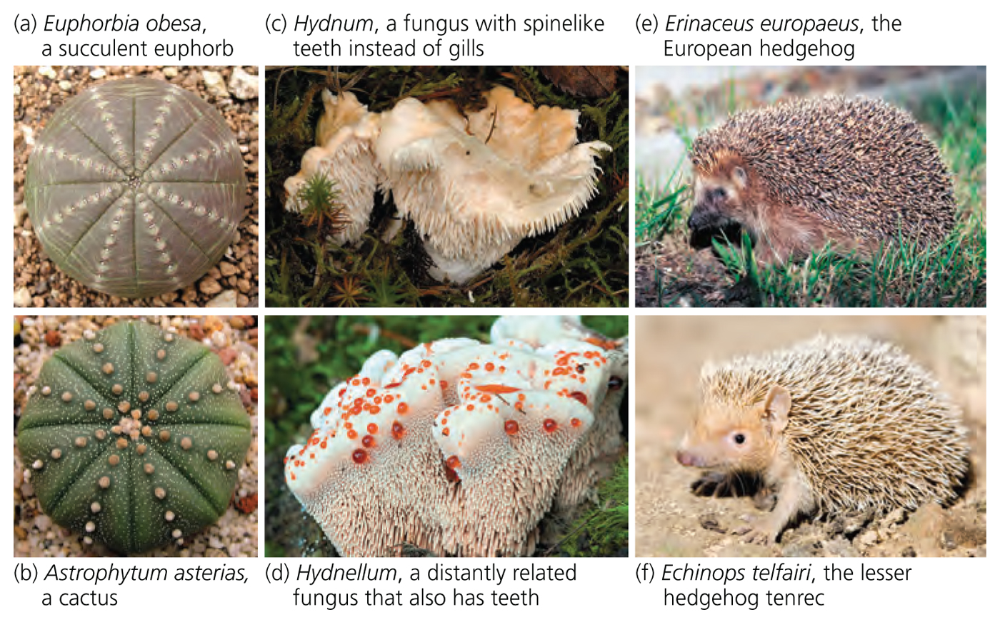 (a) Euphorbia obesa,
a succulent euphorb
(c) Hydnum, a fungus with spinelike
teeth instead of gills
(e) Erinaceus europaeus, the
European hedgehog
(b) Astrophytum asterias,
a cactus
(d) Hydnellum, a distantly related
fungus that also has teeth
(f) Echinops telfairi, the lesser
hedgehog tenrec